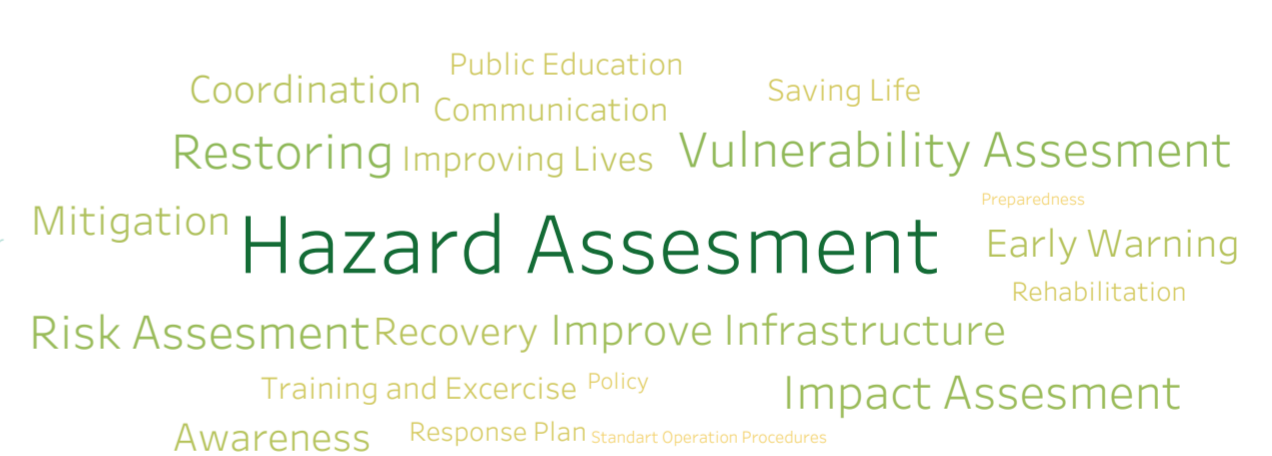 Public Education
Coordination
Saving Life
Communication
Restoring
Improving Lives
Vulnerability Assesment
Preparedness
Mitigation
Hazard Assesment
Early Warning
Rehabilitation
Risk Assesment
Recovery
Improve Infrastructure
Training and Excercise
Policy
Impact Assesment
Awareness
Response Plan
Standart Operation Procedures